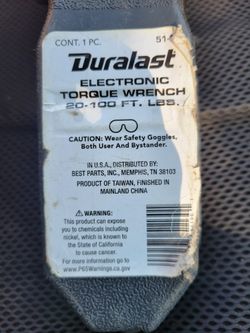 CONT. 1 PC.
514
Duralast
ELECTRONIC
TORQUE WRENCH
20-100 FT. LBS.
CAUTION: Wear Safety Goggles,
Both User And Bystander.
IN U.S.A., DISTRIBUTED BY:
BEST PARTS, INC., MEMPHIS, TN 38103
PRODUCT OF TAIWAN, FINISHED IN
MAINLAND CHINA
WARNING:
This product can expose
you to chemicals including
nickel, which is known to
the State of California
to cause cancer.
For more information go to
www.P65Warnings.ca.gov